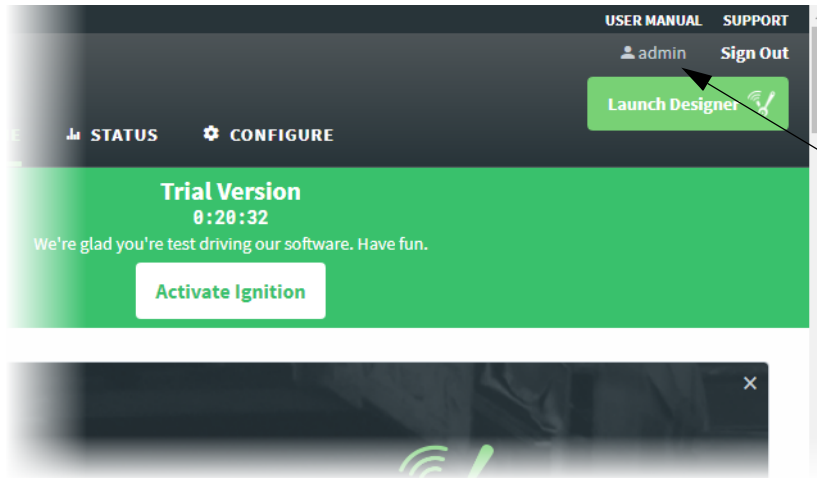 USER MANUAL SUPPORT
admin Sign Out
Launch Designer
STATUS CONFIGURE
Trial Version
0:20:32
We're glad you're test driving our software. Have fun.
Activate Ignition